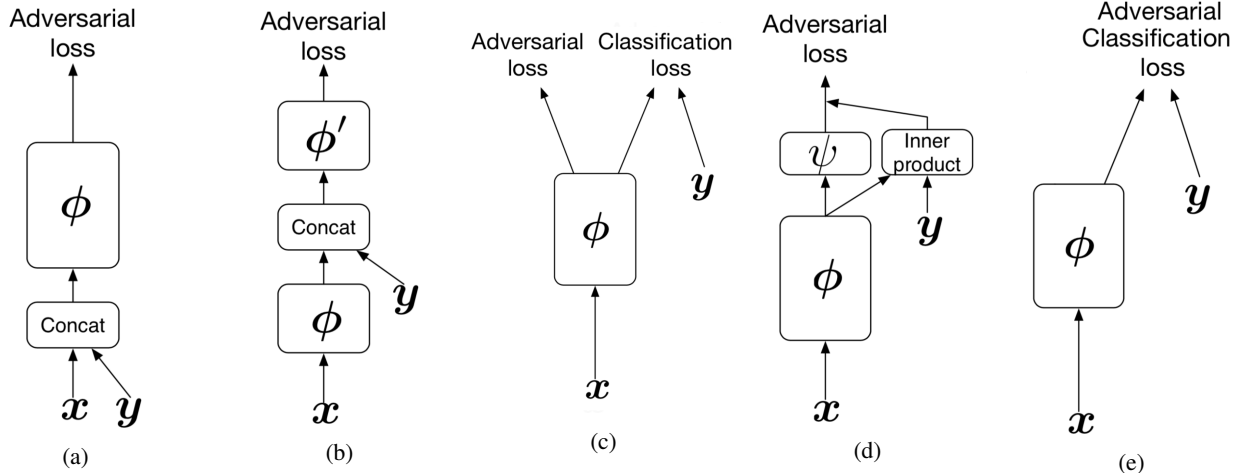 Adversarial
loss
ϕ
Concat
x y
(a)
Adversarial
loss
ϕ′
Concat
y
ϕ
x
(b)
Adversarial
loss
Classification
loss
y
ϕ
x
(c)
Adversarial
loss
ψ
Inner
product
y
ϕ
x
(d)
Adversarial
Classification
loss
y
ϕ
x
(e)